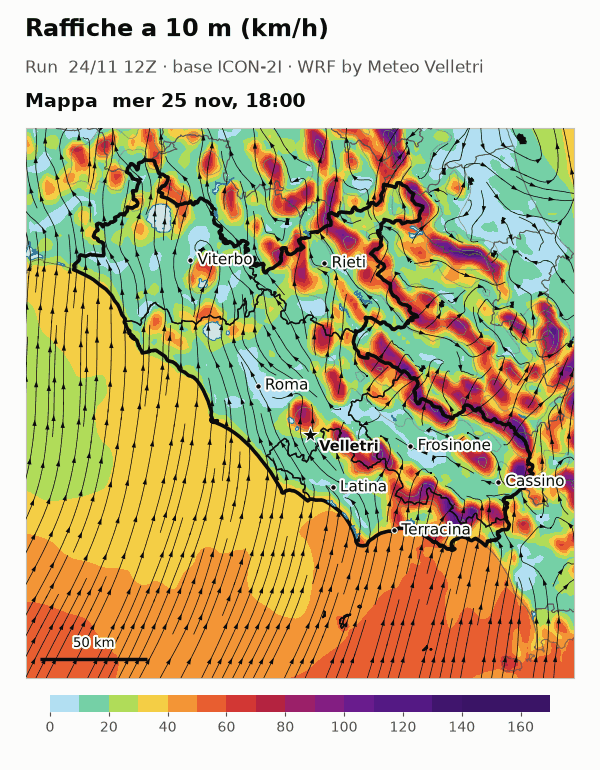 Raffiche a 10 m (km/h)
Run 24/11 12Z · base ICON-2I · WRF by Meteo Velletri
Mappa mer 25 nov, 18:00
Viterbo
Rieti
Roma
Velletri
Frosinone
Cassino
Latina
Terracina
50 km
0 20 40 60 80 100 120 140 160